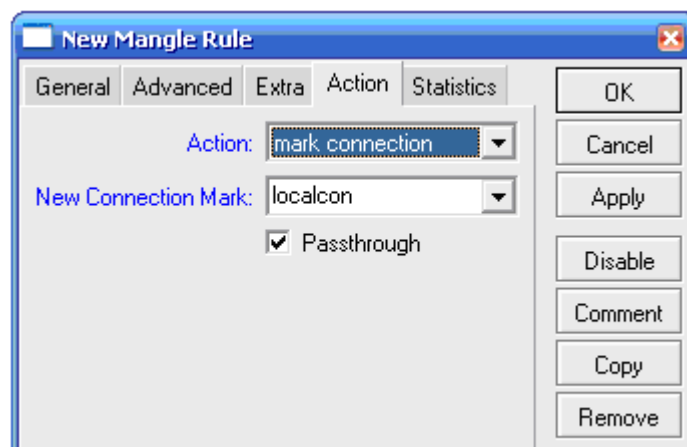 New Mangle Rule
General Advanced Extra Action Statistics
Action: mark connection
New Connection Mark: localcon
Passthrough
OK
Cancel
Apply
Disable
Comment
Copy
Remove